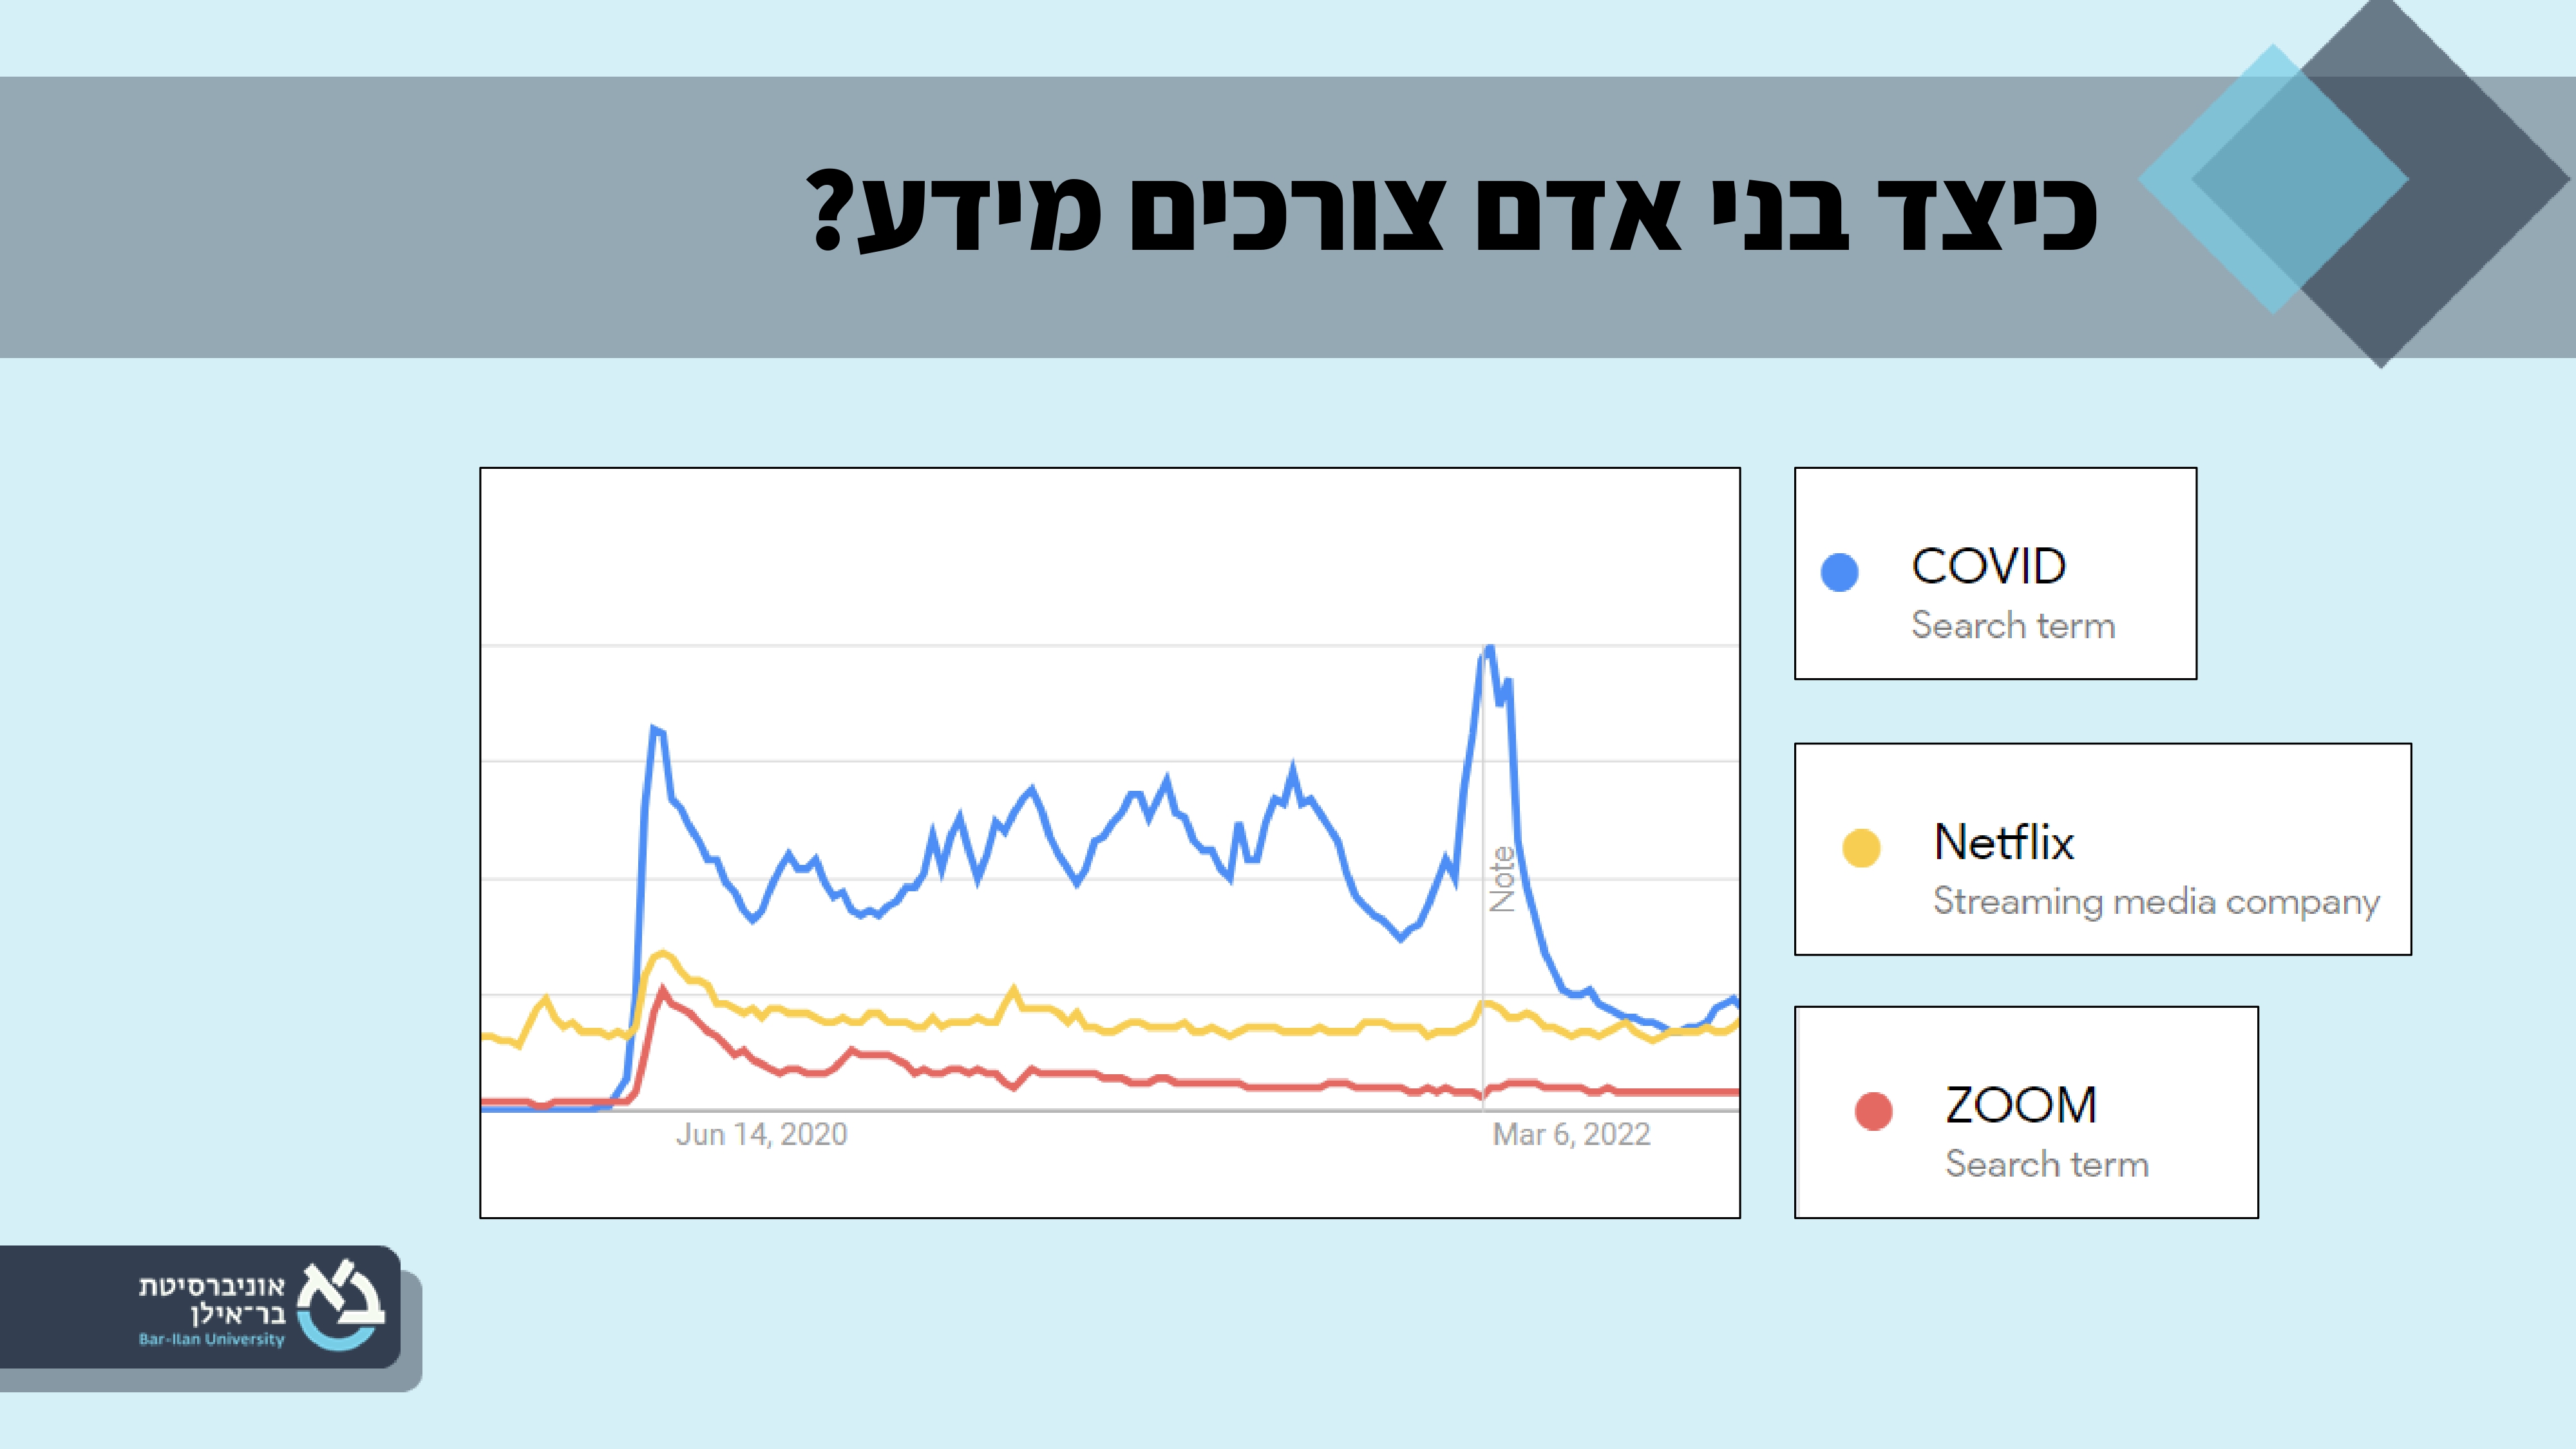 כיצד בני אדם צורכים מידע?
COVID
Search term
Netflix
Streaming media company
ZOOM
Search term
Note
Jun 14, 2020
Mar 6, 2022
אוניברסיטת
בר־אילן
Bar-Ilan University